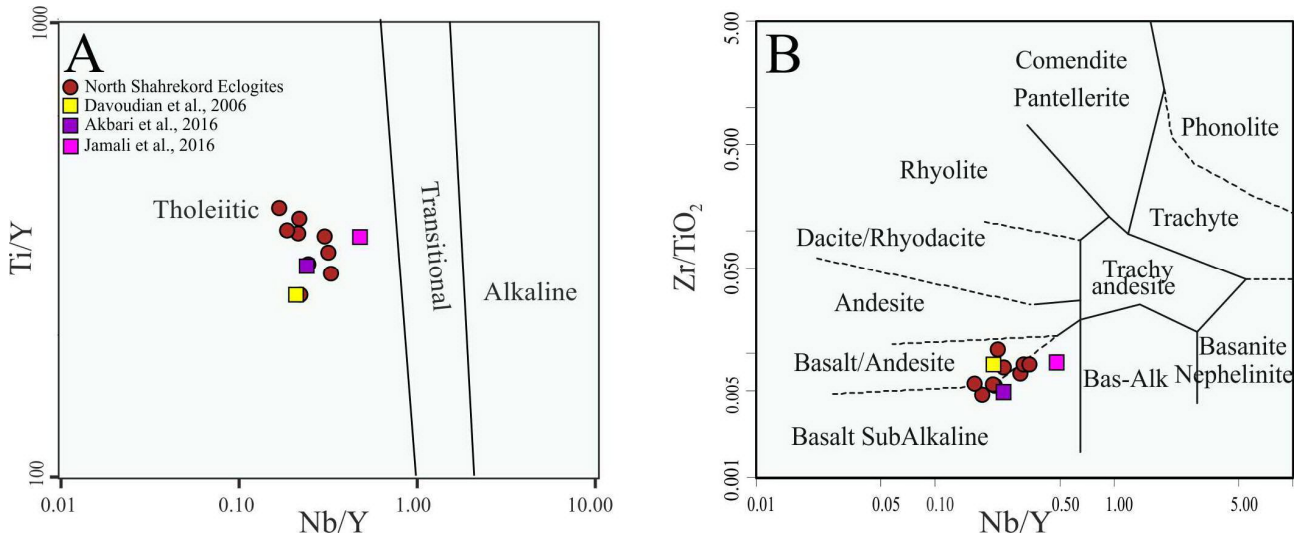 A
North Shahrekord Eclogites
Davoudian et al., 2006
Akbari et al., 2016
Jamali et al., 2016
Tholeiitic
Transitional
Alkaline
Ti/Y
1000
100
0.01
0.10
1.00
10.00
Nb/Y
B
Comendite
Pantellerite
Phonolite
Rhyolite
Trachyte
Dacite/Rhyodacite
Trachy
andesite
Andesite
Basalt/Andesite
Basanite
Nephelinite
Bas-Alk
Basalt SubAlkaline
Zr/TiO2
5.00
0.500
0.050
0.005
0.001
0.01
0.05
0.10
0.50
1.00
5.00
Nb/Y